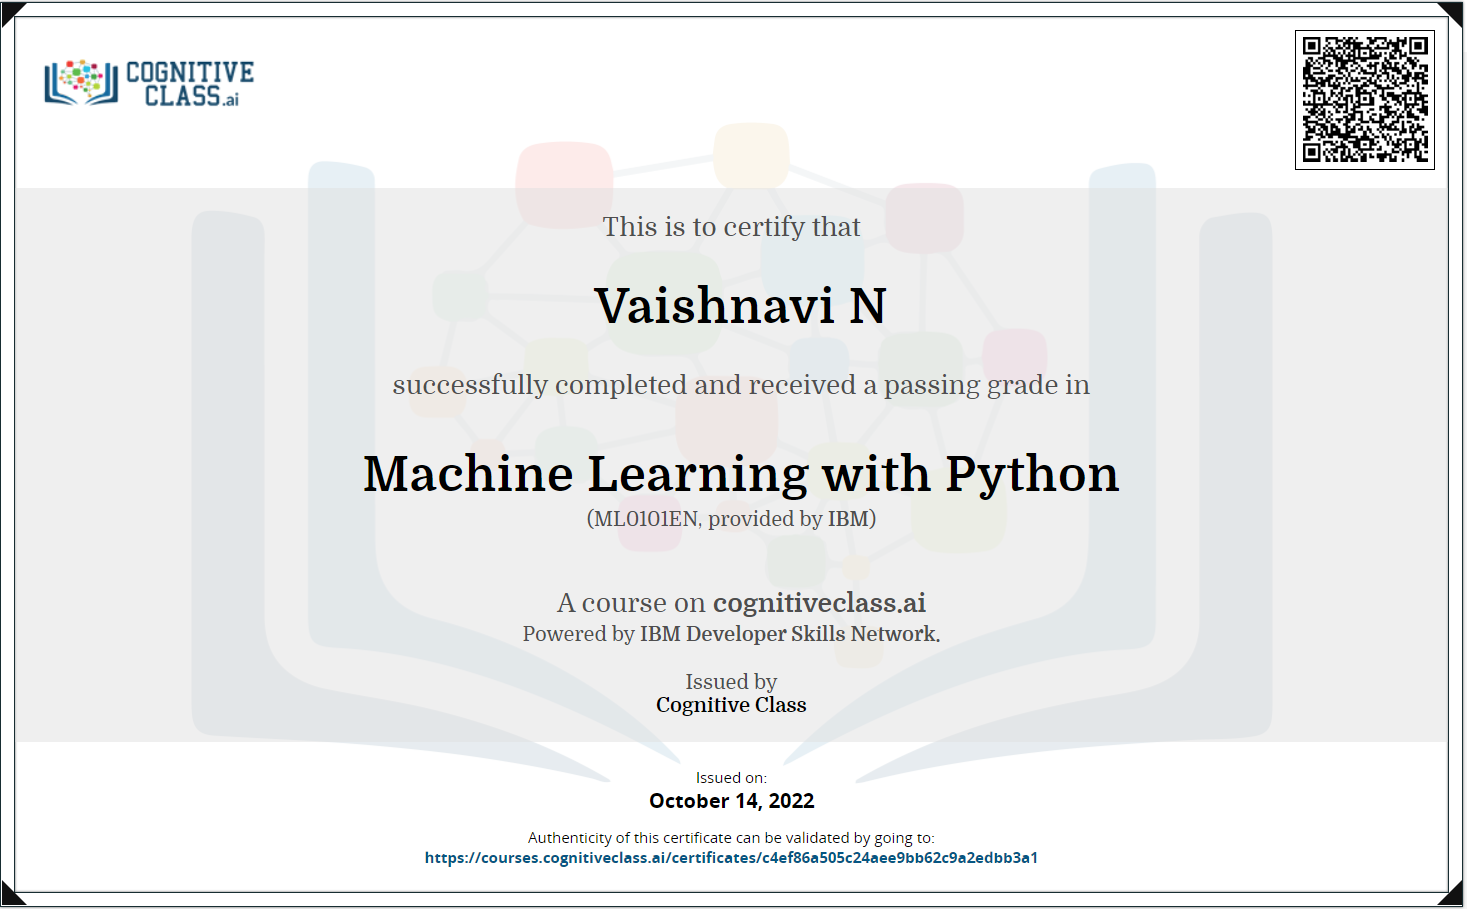 COGNITIVE
CLASS.ai
This is to certify that
Vaishnavi N
successfully completed and received a passing grade in
Machine Learning with Python
(ML0101EN, provided by IBM)
A course on cognitiveclass.ai
Powered by IBM Developer Skills Network.
Issued by
Cognitive Class
Issued on:
October 14, 2022
Authenticity of this certificate can be validated by going to:
https://courses.cognitiveclass.ai/certificates/c4ef86a505c24aee9bb62c9a2edbb3a1